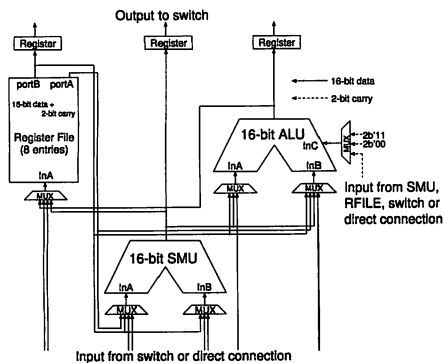 Output to switch
Register
Register
Register
portB portA
16-bit data +
2-bit carry
Register File
(8 entries)
InA
MUX
16-bit data
2-bit carry
16-bit ALU
InC
InA
InB
MUX
2b'11
2b'00
MUX
MUX
Input from SMU,
RFILE, switch or
direct connection
16-bit SMU
InA
InB
MUX
MUX
Input from switch or direct connection